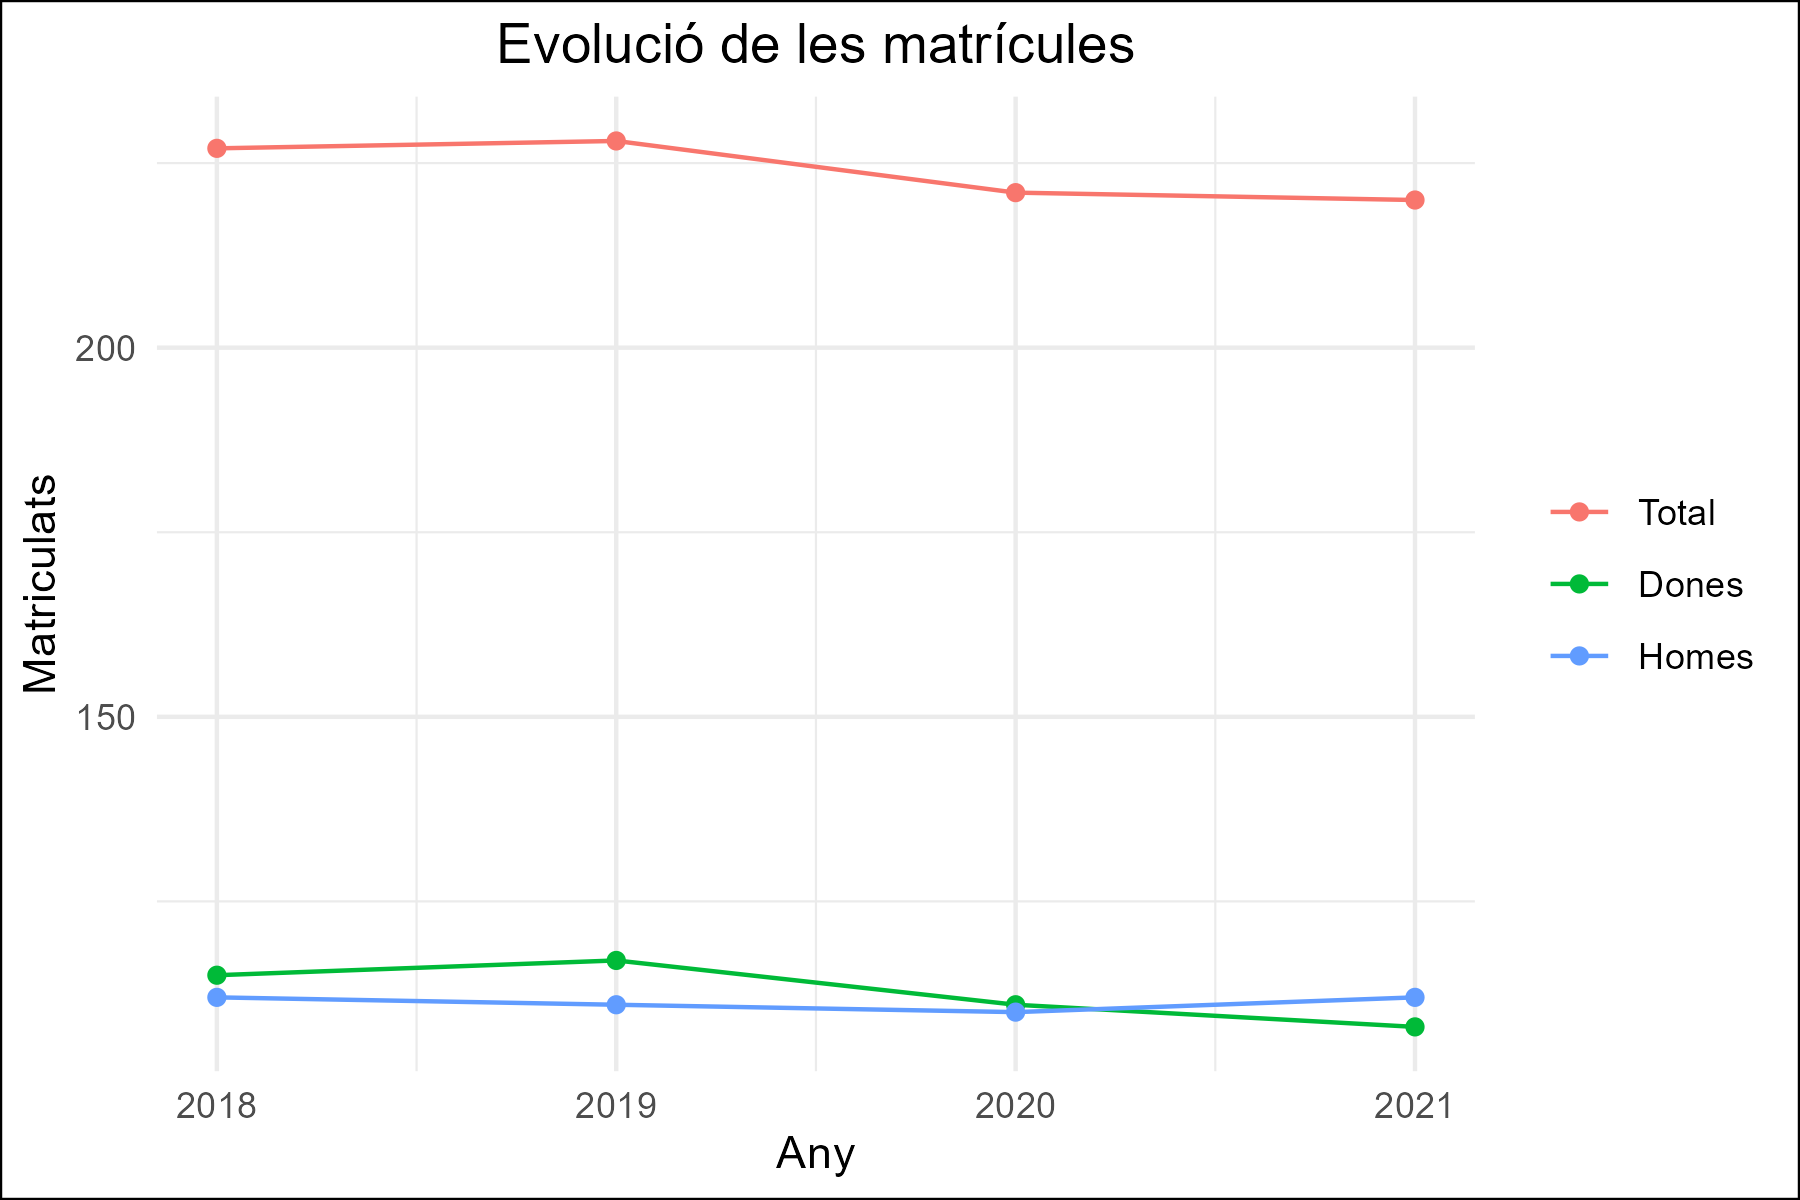 Evolució de les matrícules
Matriculats
200
150
2018
2019
2020
2021
Any
Total
Dones
Homes